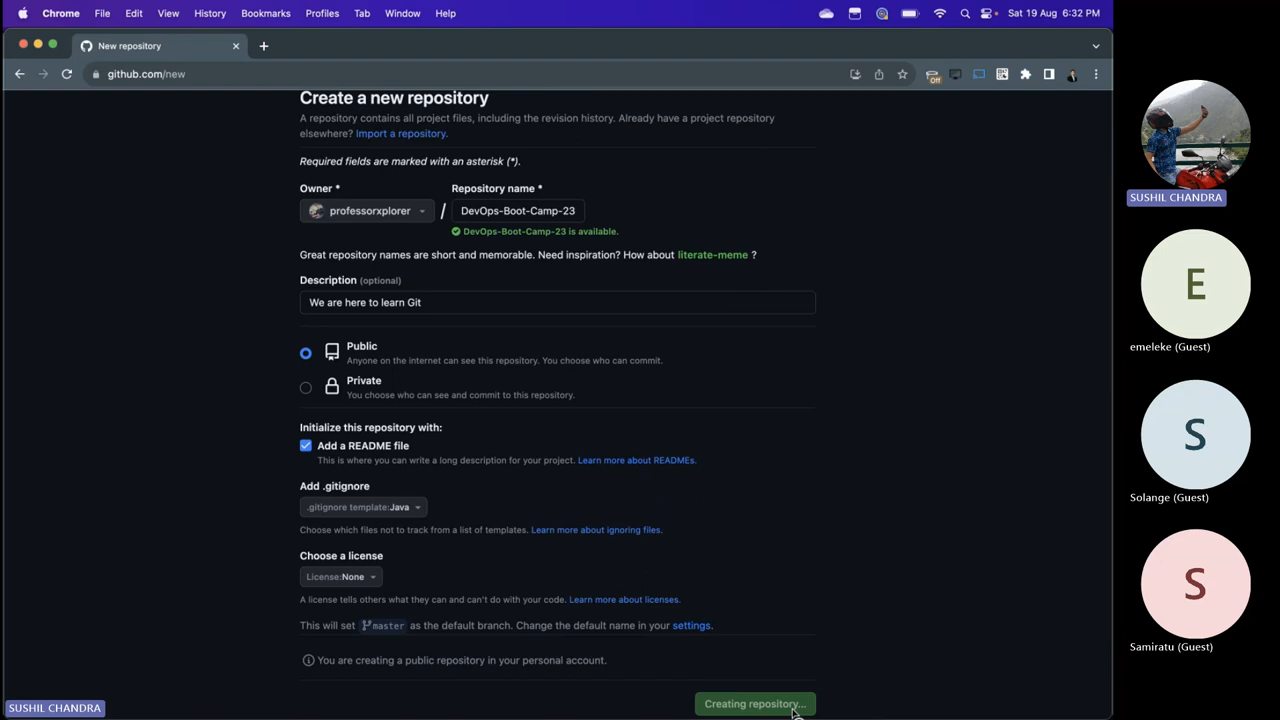 Chrome File Edit View History Bookmarks Profiles Tab Window Help Sat 19 Aug 6:32 PM
New repository
github.com/new
Off
Create a new repository
A repository contains all project files, including the revision history. Already have a project repository
elsewhere? Import a repository.
Required fields are marked with an asterisk (*).
Owner * Repository name *
professorxplorer / DevOps-Boot-Camp-23
DevOps-Boot-Camp-23 is available.
Great repository names are short and memorable. Need inspiration? How about literate-meme ?
Description (optional)
We are here to learn Git
Public
Anyone on the internet can see this repository. You choose who can commit.
Private
You choose who can see and commit to this repository.
Initialize this repository with:
Add a README file
This is where you can write a long description for your project. Learn more about READMEs.
Add .gitignore
.gitignore template:Java
Choose which files not to track from a list of templates. Learn more about ignoring files.
Choose a license
License:None
A license tells others what they can and can't do with your code. Learn more about licenses.
This will set master as the default branch. Change the default name in your settings.
You are creating a public repository in your personal account.
Creating repository...
SUSHIL CHANDRA
SUSHIL CHANDRA
E
emeleke (Guest)
S
Solange (Guest)
S
Samiratu (Guest)